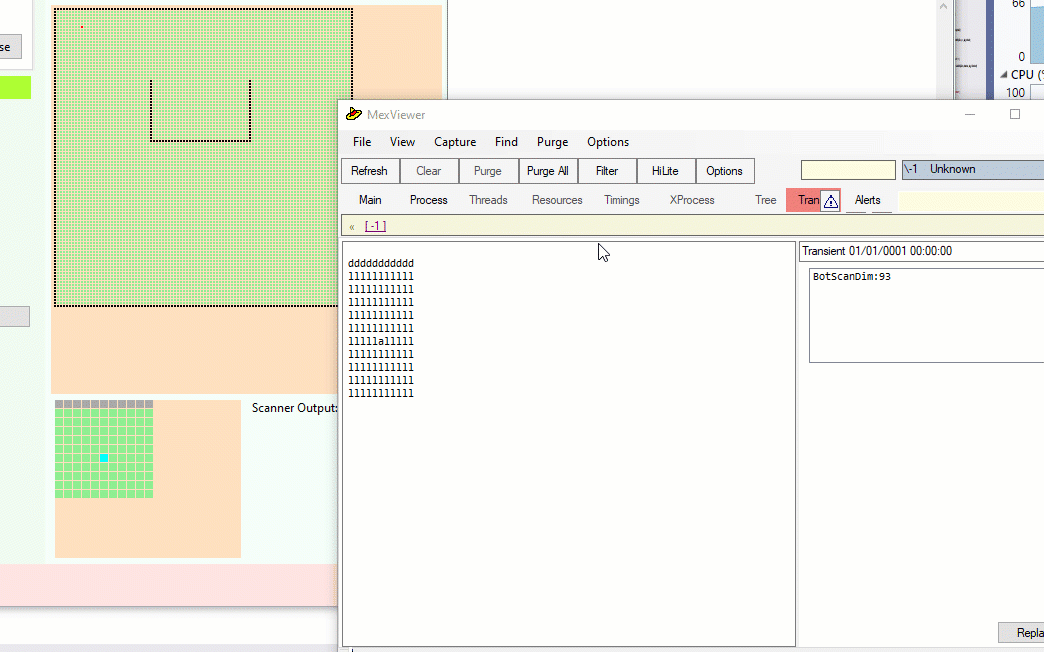 se
66
0
CPU (%
100
MexViewer
File View Capture Find Purge Options
Refresh Clear Purge Purge All Filter HiLite Options
\-1 Unknown
Main Process Threads Resources Timings XProcess Tree Tran Alerts
« [ -1 ]
Transient 01/01/0001 00:00:00
BotScanDim:93
ddddddddddd
11111111111
11111111111
11111111111
11111111111
11111111111
11111a11111
11111111111
11111111111
11111111111
11111111111
Scanner Output:
Repla